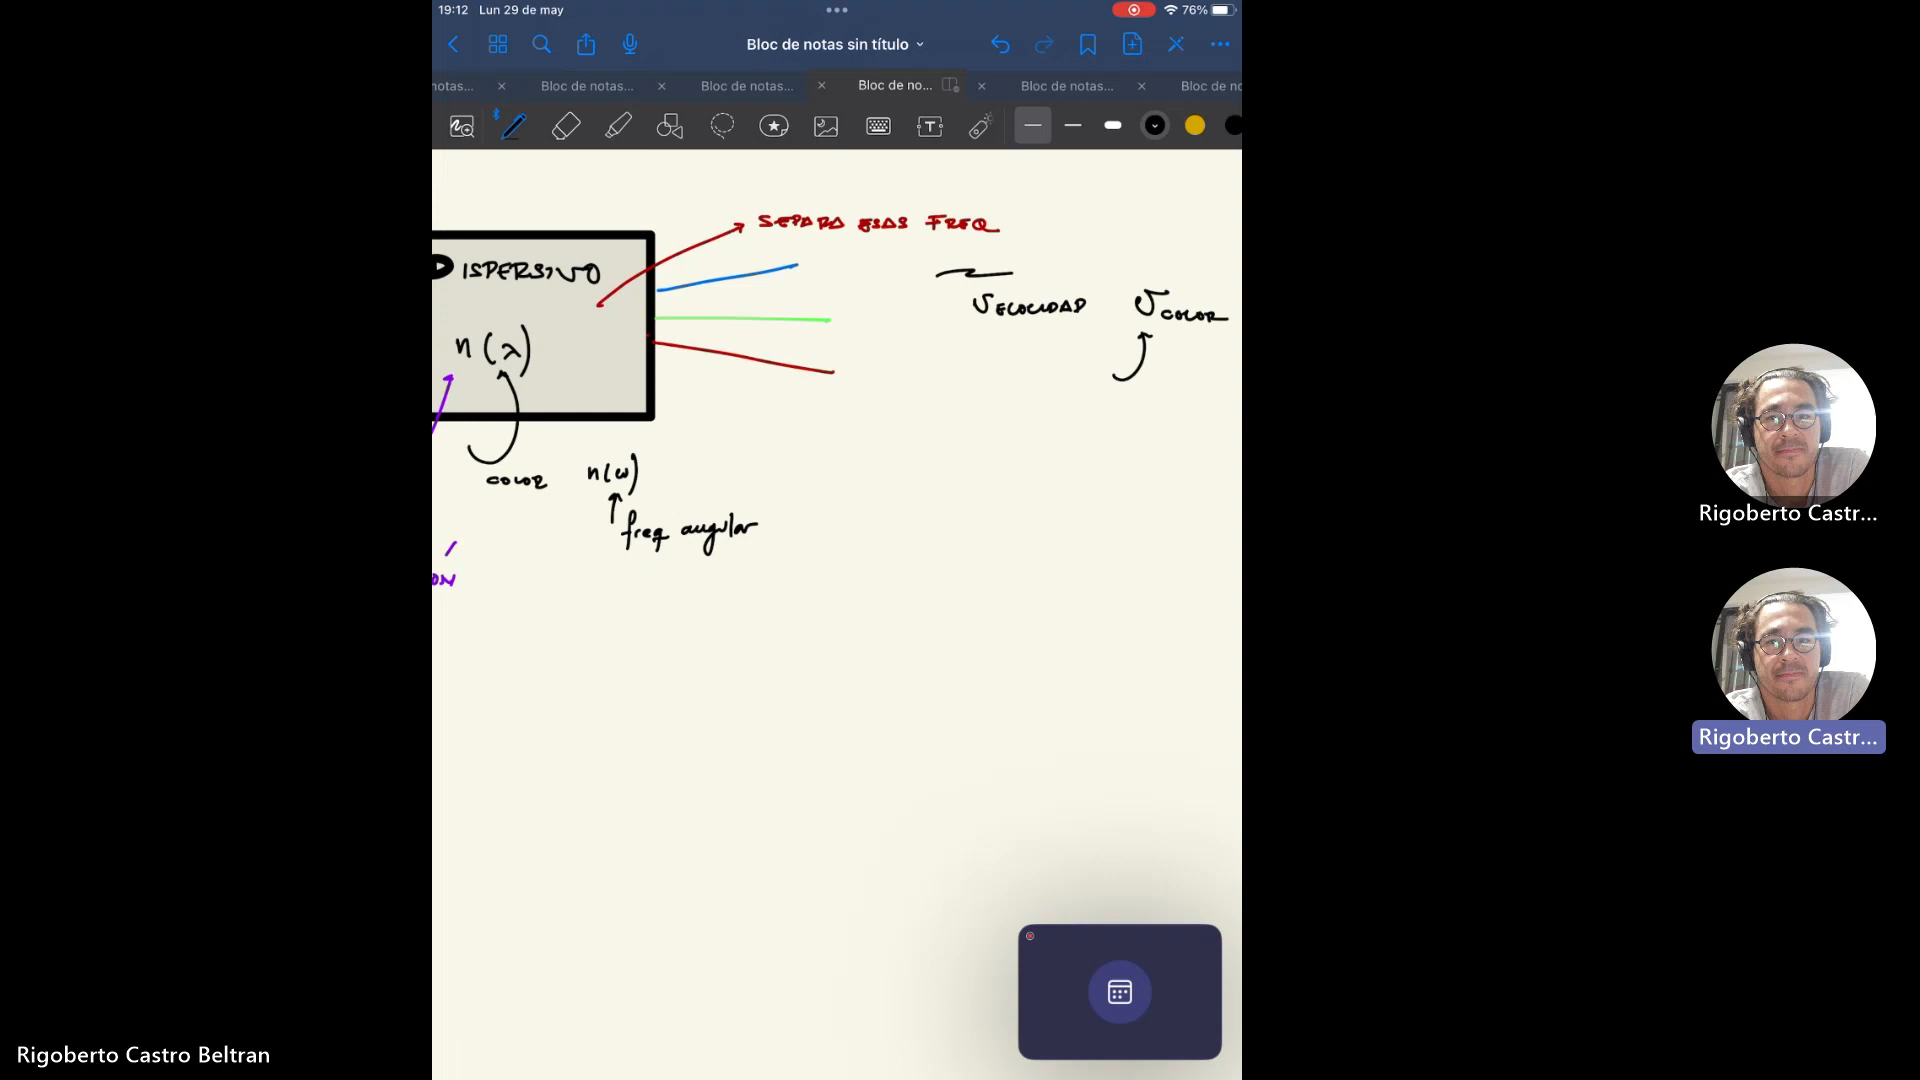 19:12 Lun 29 de may
76%
Bloc de notas sin título
notas... Bloc de notas... Bloc de notas... Bloc de no... Bloc de notas... Bloc de no
T
SEPARA ESAS FREQ
DISPERSIVO
VELOCIDAD
V COLOR
n (λ)
COLOR
n(ω)
freq angular
ON
Rigoberto Castr...
Rigoberto Castr...
Rigoberto Castro Beltran